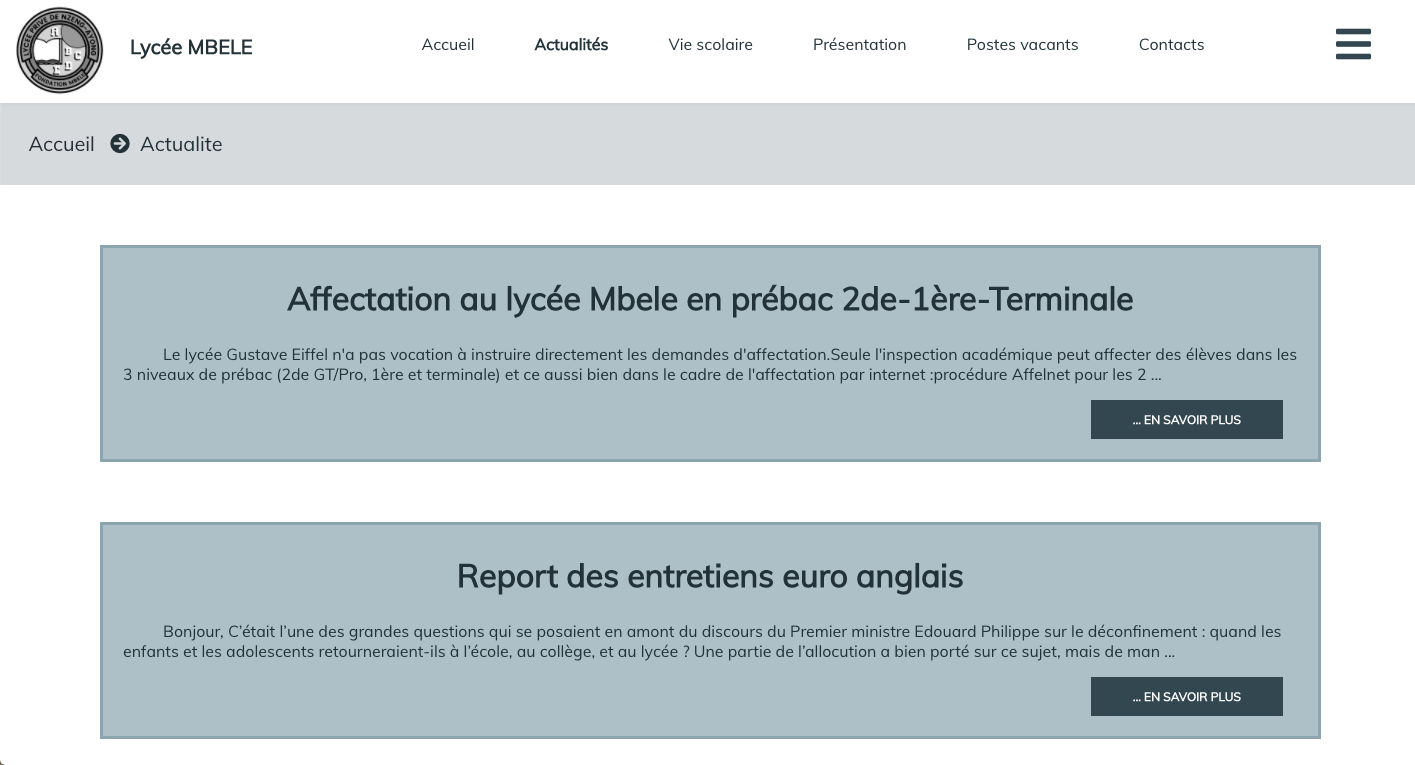 LYCÉE PRIVÉ DE NZENG-AYONG
FONDATION MBELE
Lycée MBELE
Accueil
Actualités
Vie scolaire
Présentation
Postes vacants
Contacts
Accueil Actualite
Affectation au lycée Mbele en prébac 2de-1ère-Terminale
Le lycée Gustave Eiffel n'a pas vocation à instruire directement les demandes d'affectation.Seule l'inspection académique peut affecter des élèves dans les
3 niveaux de prébac (2de GT/Pro, 1ère et terminale) et ce aussi bien dans le cadre de l'affectation par internet :procédure Affelnet pour les 2 ...
... EN SAVOIR PLUS
Report des entretiens euro anglais
Bonjour, C’était l’une des grandes questions qui se posaient en amont du discours du Premier ministre Edouard Philippe sur le déconfinement : quand les
enfants et les adolescents retourneraient-ils à l’école, au collège, et au lycée ? Une partie de l’allocution a bien porté sur ce sujet, mais de man ...
... EN SAVOIR PLUS